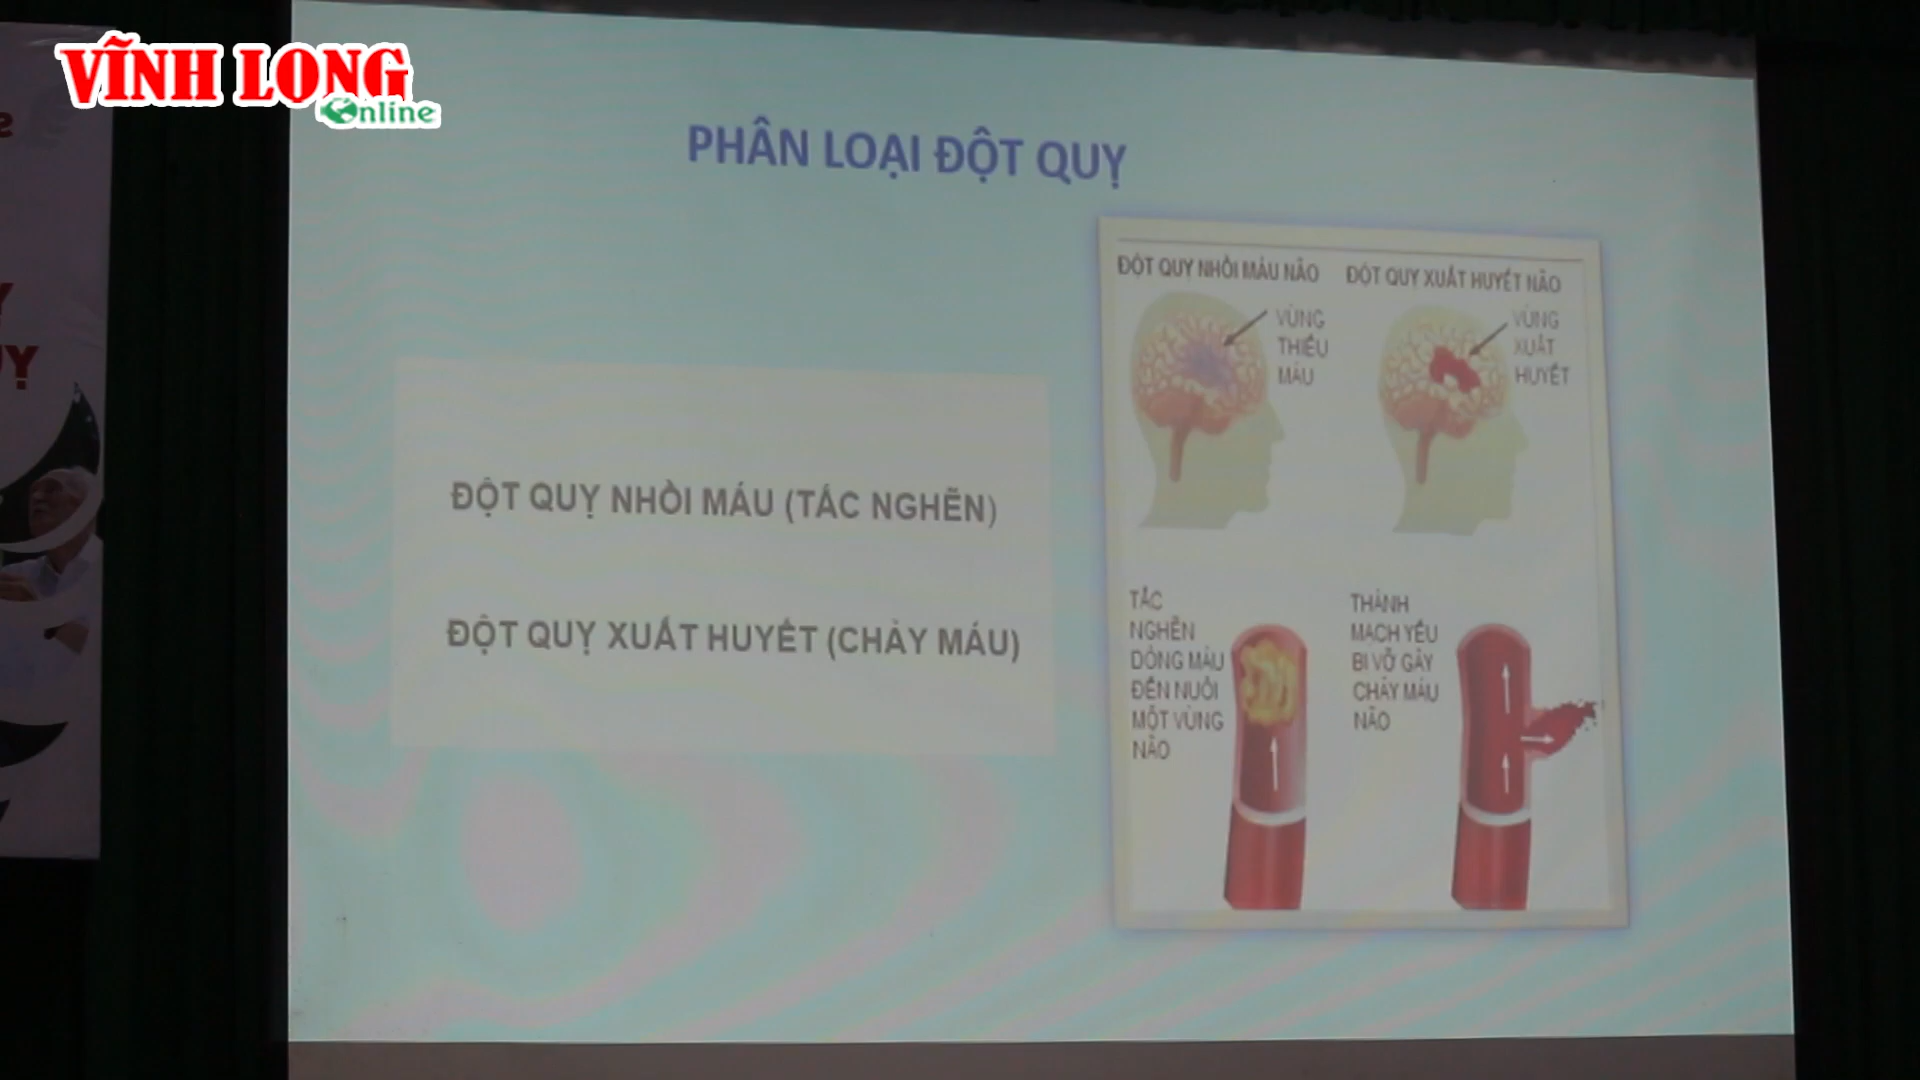 VĨNH LONG
Online
PHÂN LOẠI ĐỘT QUỴ
ĐỘT QUỴ NHỒI MÁU (TẮC NGHẼN)
ĐỘT QUỴ XUẤT HUYẾT (CHẢY MÁU)
ĐỘT QUỴ NHỒI MÁU NÃO
VÙNG
THIẾU
MÁU
ĐỘT QUỴ XUẤT HUYẾT NÃO
VÙNG
XUẤT
HUYẾT
TẮC
NGHẼN
DÒNG MÁU
ĐẾN NUÔI
MỘT VÙNG
NÃO
THÀNH
MẠCH YẾU
BỊ VỠ GÂY
CHẢY MÁU
NÃO